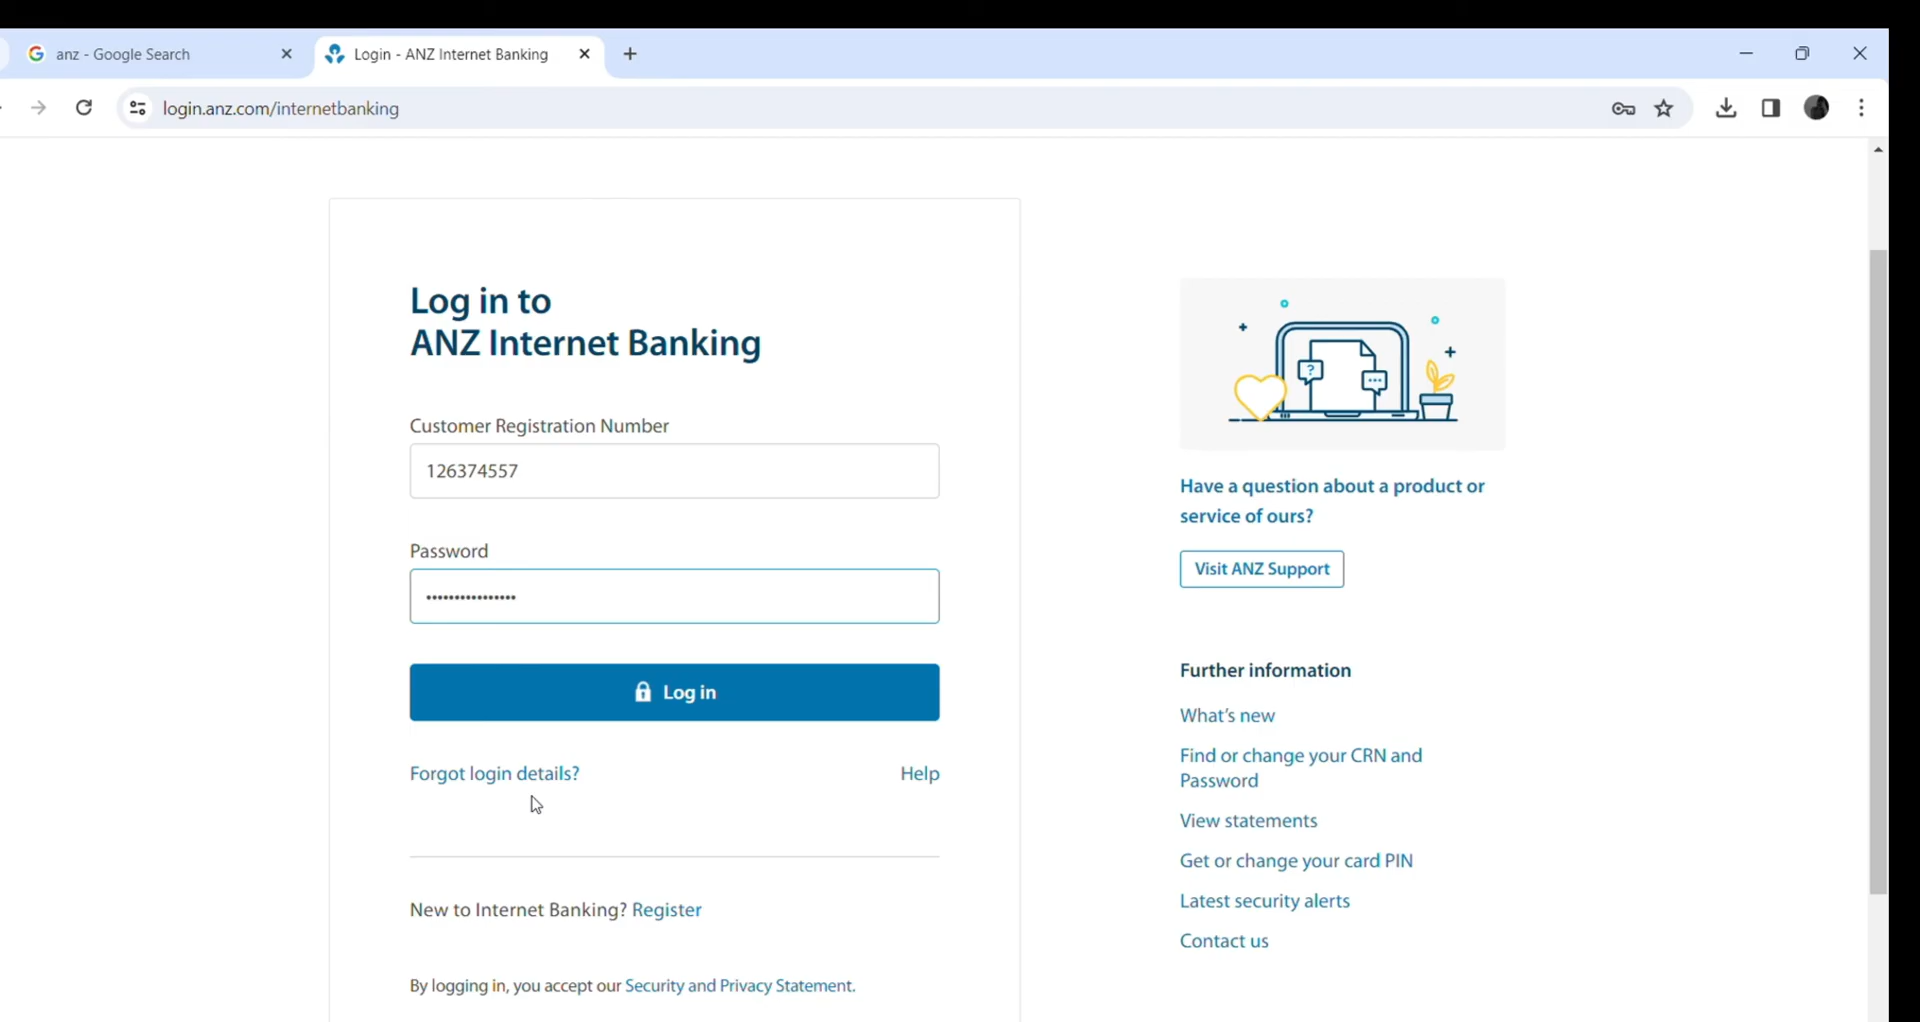 anz - Google Search
Login - ANZ Internet Banking
login.anz.com/internetbanking
Log in to
ANZ Internet Banking
Customer Registration Number
126374557
Password
••••••••••••••••
Log in
Forgot login details?
Help
New to Internet Banking? Register
By logging in, you accept our Security and Privacy Statement.
?
...
Have a question about a product or
service of ours?
Visit ANZ Support
Further information
What's new
Find or change your CRN and
Password
View statements
Get or change your card PIN
Latest security alerts
Contact us